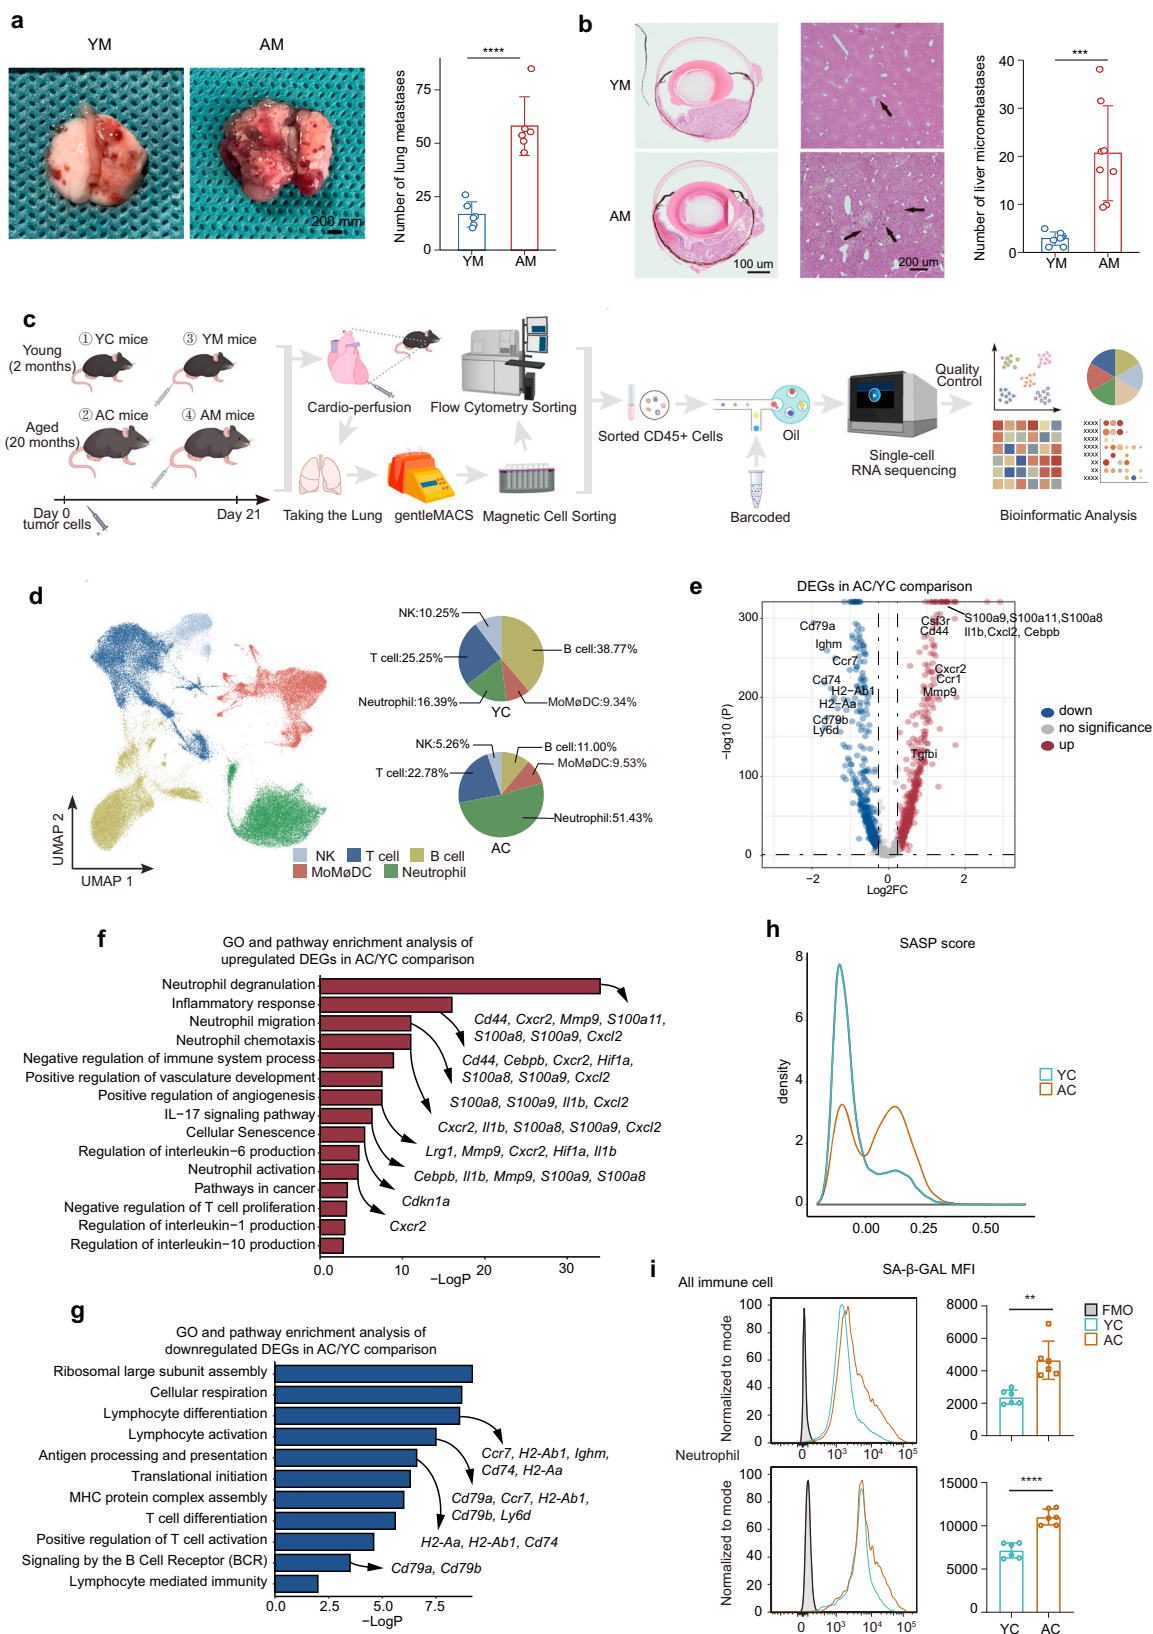 a
YM
AM
200 mm
****
Number of lung metastases
75
50
25
0
YM
AM
b
YM
AM
100 um
200 um
***
Number of liver micrometastases
40
30
20
10
0
YM
AM
c
Young
(2 months)
① YC mice
③ YM mice
Aged
(20 months)
② AC mice
④ AM mice
Day 0
tumor cells
Day 21
Cardio-perfusion
Flow Cytometry Sorting
Taking the Lung
gentleMACS
Magnetic Cell Sorting
Sorted CD45+ Cells
Oil
Barcoded
Single-cell
RNA sequencing
Quality
Control
xxxx
xxxx
xxxx
xxxx
xxxx
xx
xx
xxxx
Bioinformatic Analysis
d
UMAP 2
UMAP 1
NK:10.25%
T cell:25.25%
Neutrophil:16.39%
B cell:38.77%
MoMøDC:9.34%
YC
NK:5.26%
T cell:22.78%
B cell:11.00%
MoMøDC:9.53%
Neutrophil:51.43%
AC
NK
T cell
B cell
MoMøDC
Neutrophil
e
DEGs in AC/YC comparison
−log10 (P)
300
200
100
0
−2
0
2
Log2FC
Cd79a
Ighm
Ccr7
Cd74
H2−Ab1
H2−Aa
Cd79b
Ly6d
Csf3r
Cd44
S100a9,S100a11,S100a8
Il1b,Cxcl2, Cebpb
Cxcr2
Ccr1
Mmp9
Tgfbi
down
no significance
up
f
GO and pathway enrichment analysis of
upregulated DEGs in AC/YC comparison
Neutrophil degranulation
Inflammatory response
Neutrophil migration
Neutrophil chemotaxis
Negative regulation of immune system process
Positive regulation of vasculature development
Positive regulation of angiogenesis
IL−17 signaling pathway
Cellular Senescence
Regulation of interleukin−6 production
Neutrophil activation
Pathways in cancer
Negative regulation of T cell proliferation
Regulation of interleukin−1 production
Regulation of interleukin−10 production
Cd44, Cxcr2, Mmp9, S100a11,
S100a8, S100a9, Cxcl2
Cd44, Cebpb, Cxcr2, Hif1a,
S100a8, S100a9, Cxcl2
S100a8, S100a9, Il1b, Cxcl2
Cxcr2, Il1b, S100a8, S100a9, Cxcl2
Lrg1, Mmp9, Cxcr2, Hif1a, Il1b
Cebpb, Il1b, Mmp9, S100a9, S100a8
Cdkn1a
Cxcr2
0.0
10
20
30
−LogP
g
GO and pathway enrichment analysis of
downregulated DEGs in AC/YC comparison
Ribosomal large subunit assembly
Cellular respiration
Lymphocyte differentiation
Lymphocyte activation
Antigen processing and presentation
Translational initiation
MHC protein complex assembly
T cell differentiation
Positive regulation of T cell activation
Signaling by the B Cell Receptor (BCR)
Lymphocyte mediated immunity
Ccr7, H2-Ab1, Ighm,
Cd74, H2-Aa
Cd79a, Ccr7, H2-Ab1,
Cd79b, Ly6d
H2-Aa, H2-Ab1, Cd74
Cd79a, Cd79b
0
2.5
5.0
7.5
−LogP
h
SASP score
density
8
6
4
2
0
0.00
0.25
0.50
YC
AC
i
SA-β-GAL MFI
All immune cell
Normalized to mode
100
80
60
40
20
0
0
10³
10⁴
10⁵
**
8000
6000
4000
2000
0
FMO
YC
AC
Neutrophil
Normalized to mode
100
80
60
40
20
0
0
10³
10⁴
10⁵
****
15000
10000
5000
0
YC
AC